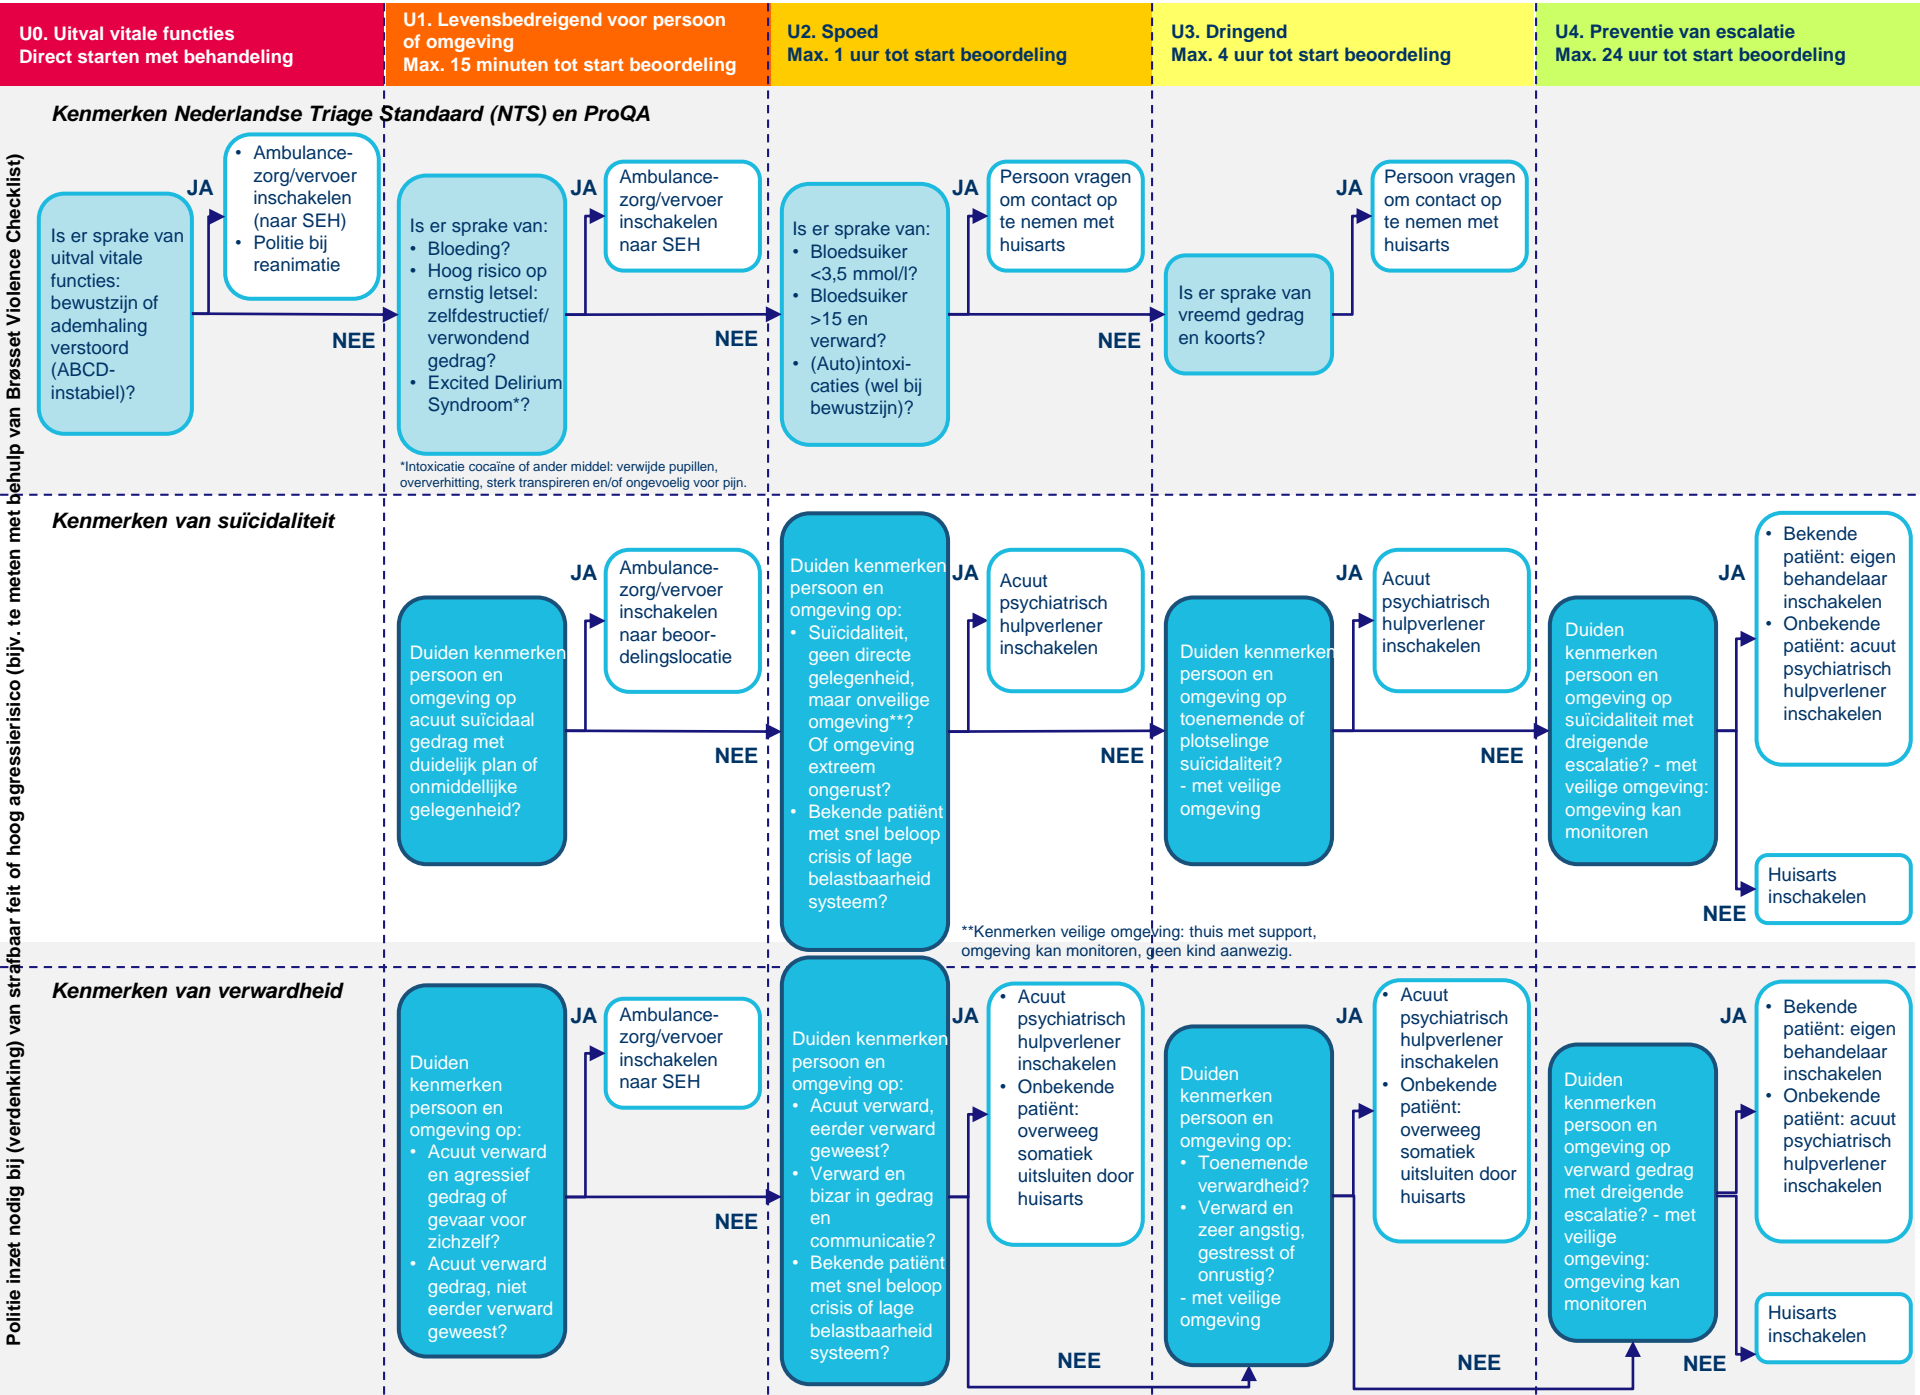 U0. Uitval vitale functies
Direct starten met behandeling
U1. Levensbedreigend voor persoon
of omgeving
Max. 15 minuten tot start beoordeling
U2. Spoed
Max. 1 uur tot start beoordeling
U3. Dringend
Max. 4 uur tot start beoordeling
U4. Preventie van escalatie
Max. 24 uur tot start beoordeling
Politie inzet nodig bij (verdenking) van strafbaar feit of hoog agressierisico (bijv. te meten met behulp van Brøsset Violence Checklist)
Kenmerken Nederlandse Triage Standaard (NTS) en ProQA
Is er sprake van
uitval vitale
functies:
bewustzijn of
ademhaling
verstoord
(ABCD-
instabiel)?
JA
• Ambulance-
zorg/vervoer
inschakelen
(naar SEH)
• Politie bij
reanimatie
NEE
Is er sprake van:
• Bloeding?
• Hoog risico op
ernstig letsel:
zelfdestructief/
verwondend
gedrag?
• Excited Delirium
Syndroom*?
JA
Ambulance-
zorg/vervoer
inschakelen
naar SEH
NEE
*Intoxicatie cocaïne of ander middel: verwijde pupillen,
oververhitting, sterk transpireren en/of ongevoelig voor pijn.
Is er sprake van:
• Bloedsuiker
<3,5 mmol/l?
• Bloedsuiker
>15 en
verward?
• (Auto)intoxi-
caties (wel bij
bewustzijn)?
JA
Persoon vragen
om contact op
te nemen met
huisarts
NEE
Is er sprake van
vreemd gedrag
en koorts?
JA
Persoon vragen
om contact op
te nemen met
huisarts
Kenmerken van suïcidaliteit
Duiden kenmerken
persoon en
omgeving op
acuut suïcidaal
gedrag met
duidelijk plan of
onmiddellijke
gelegenheid?
JA
Ambulance-
zorg/vervoer
inschakelen
naar beoor-
delingslocatie
NEE
Duiden kenmerken
persoon en
omgeving op:
• Suïcidaliteit,
geen directe
gelegenheid,
maar onveilige
omgeving**?
Of omgeving
extreem
ongerust?
• Bekende patiënt
met snel beloop
crisis of lage
belastbaarheid
systeem?
JA
Acuut
psychiatrisch
hulpverlener
inschakelen
NEE
**Kenmerken veilige omgeving: thuis met support,
omgeving kan monitoren, geen kind aanwezig.
Duiden kenmerken
persoon en
omgeving op
toenemende of
plotselinge
suïcidaliteit?
- met veilige
omgeving
JA
Acuut
psychiatrisch
hulpverlener
inschakelen
NEE
Duiden
kenmerken
persoon en
omgeving op
suïcidaliteit met
dreigende
escalatie? - met
veilige omgeving:
omgeving kan
monitoren
JA
• Bekende
patiënt: eigen
behandelaar
inschakelen
• Onbekende
patiënt: acuut
psychiatrisch
hulpverlener
inschakelen
NEE
Huisarts
inschakelen
Kenmerken van verwardheid
Duiden
kenmerken
persoon en
omgeving op:
• Acuut verward
en agressief
gedrag of
gevaar voor
zichzelf?
• Acuut verward
gedrag, niet
eerder verward
geweest?
JA
Ambulance-
zorg/vervoer
inschakelen
naar SEH
NEE
Duiden kenmerken
persoon en
omgeving op:
• Acuut verward,
eerder verward
geweest?
• Verward en
bizar in gedrag
en
communicatie?
• Bekende patiënt
met snel beloop
crisis of lage
belastbaarheid
systeem?
JA
• Acuut
psychiatrisch
hulpverlener
inschakelen
• Onbekende
patiënt:
overweeg
somatiek
uitsluiten door
huisarts
NEE
Duiden
kenmerken
persoon en
omgeving op:
• Toenemende
verwardheid?
• Verward en
zeer angstig,
gestresst of
onrustig?
- met veilige
omgeving
JA
• Acuut
psychiatrisch
hulpverlener
inschakelen
• Onbekende
patiënt:
overweeg
somatiek
uitsluiten door
huisarts
NEE
Duiden
kenmerken
persoon en
omgeving op
verward gedrag
met dreigende
escalatie? - met
veilige
omgeving:
omgeving kan
monitoren
JA
• Bekende
patiënt: eigen
behandelaar
inschakelen
• Onbekende
patiënt: acuut
psychiatrisch
hulpverlener
inschakelen
NEE
Huisarts
inschakelen